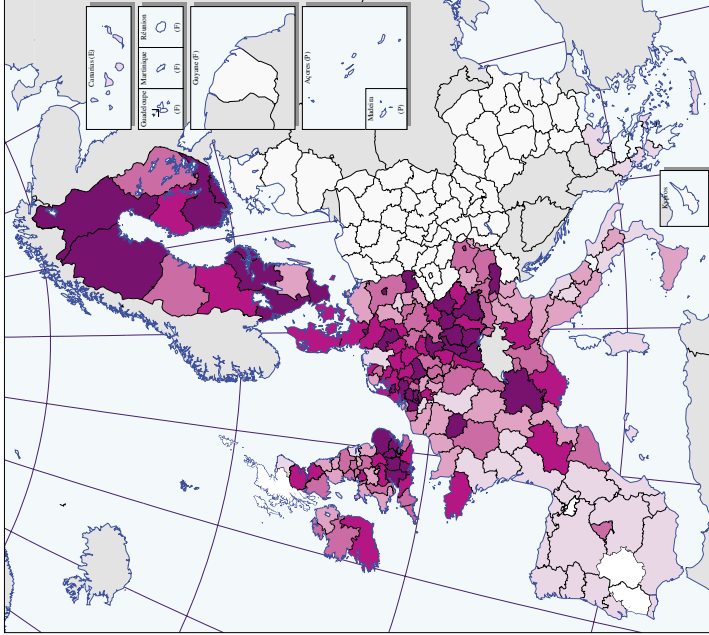 Canarias (E)
Guadeloupe
(F)
Martinique
(F)
Réunion
(F)
Guyane (F)
Açores (P)
Madeira
(P)
Kypros